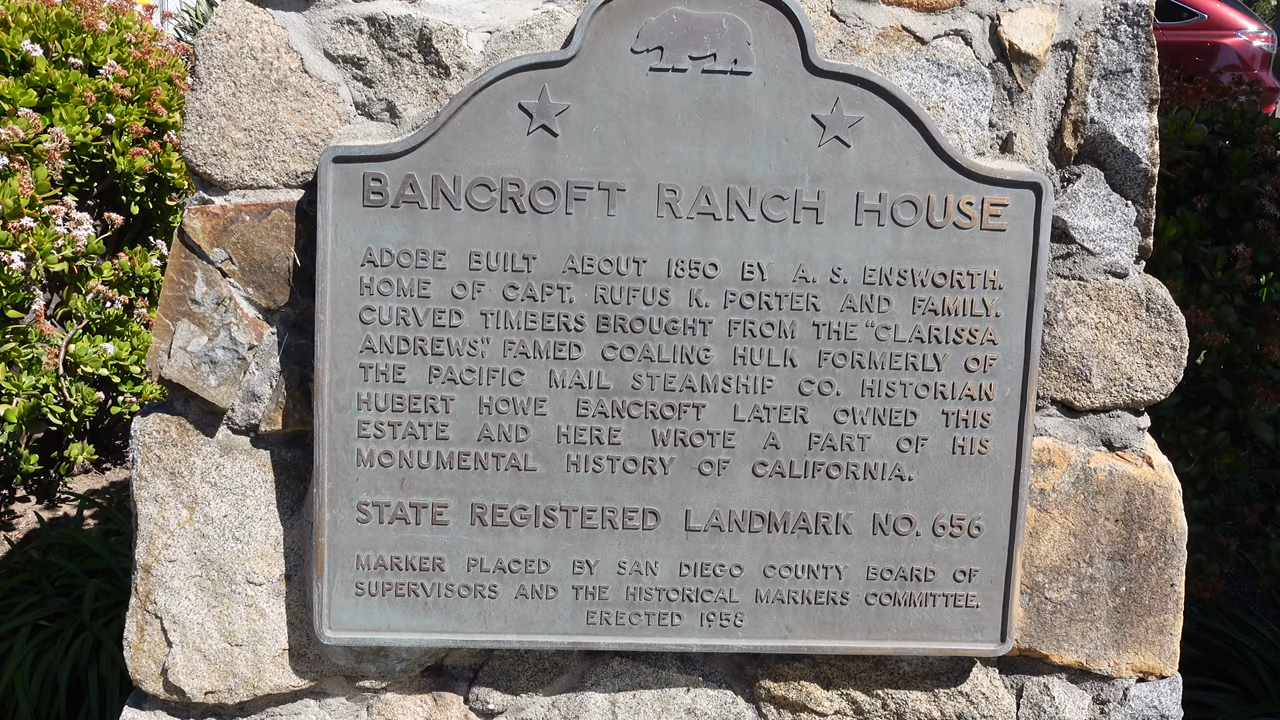 BANCROFT RANCH HOUSE
ADOBE BUILT ABOUT 1850 BY A. S. ENSWORTH.
HOME OF CAPT. RUFUS K. PORTER AND FAMILY.
CURVED TIMBERS BROUGHT FROM THE "CLARISSA
ANDREWS," FAMED COALING HULK FORMERLY OF
THE PACIFIC MAIL STEAMSHIP CO. HISTORIAN
HUBERT HOWE BANCROFT LATER OWNED THIS
ESTATE AND HERE WROTE A PART OF HIS
MONUMENTAL HISTORY OF CALIFORNIA.
STATE REGISTERED LANDMARK NO. 656
MARKER PLACED BY SAN DIEGO COUNTY BOARD OF
SUPERVISORS AND THE HISTORICAL MARKERS COMMITTEE.
ERECTED 1958